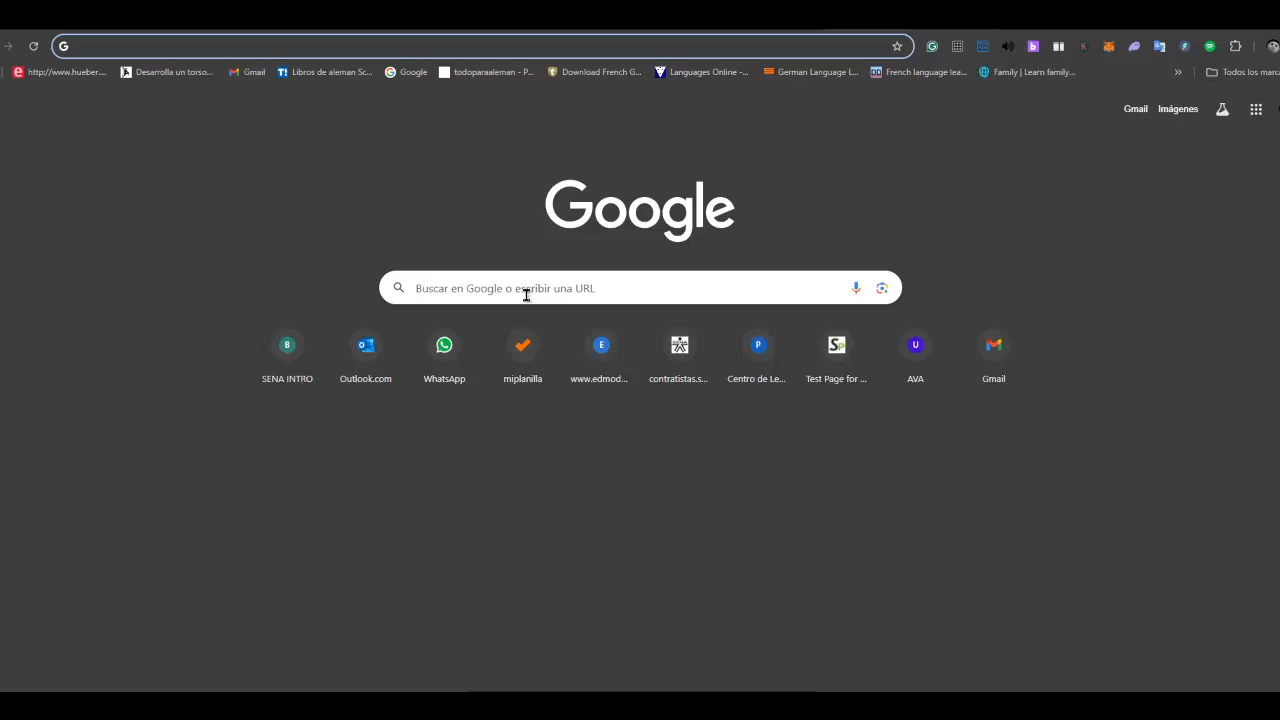 http://www.hueber... Desarrolla un torso... Gmail Libros de aleman Sc... Google todoparaaleman - P... Download French G... Languages Online -... German Language L... French language lea... Family | Learn family... » Todos los marca
Gmail Imágenes
Google
Buscar en Google o escribir una URL
B O E P Sp U
SENA INTRO Outlook.com WhatsApp miplanilla www.edmod... contratistas.s... Centro de Le... Test Page for ... AVA Gmail